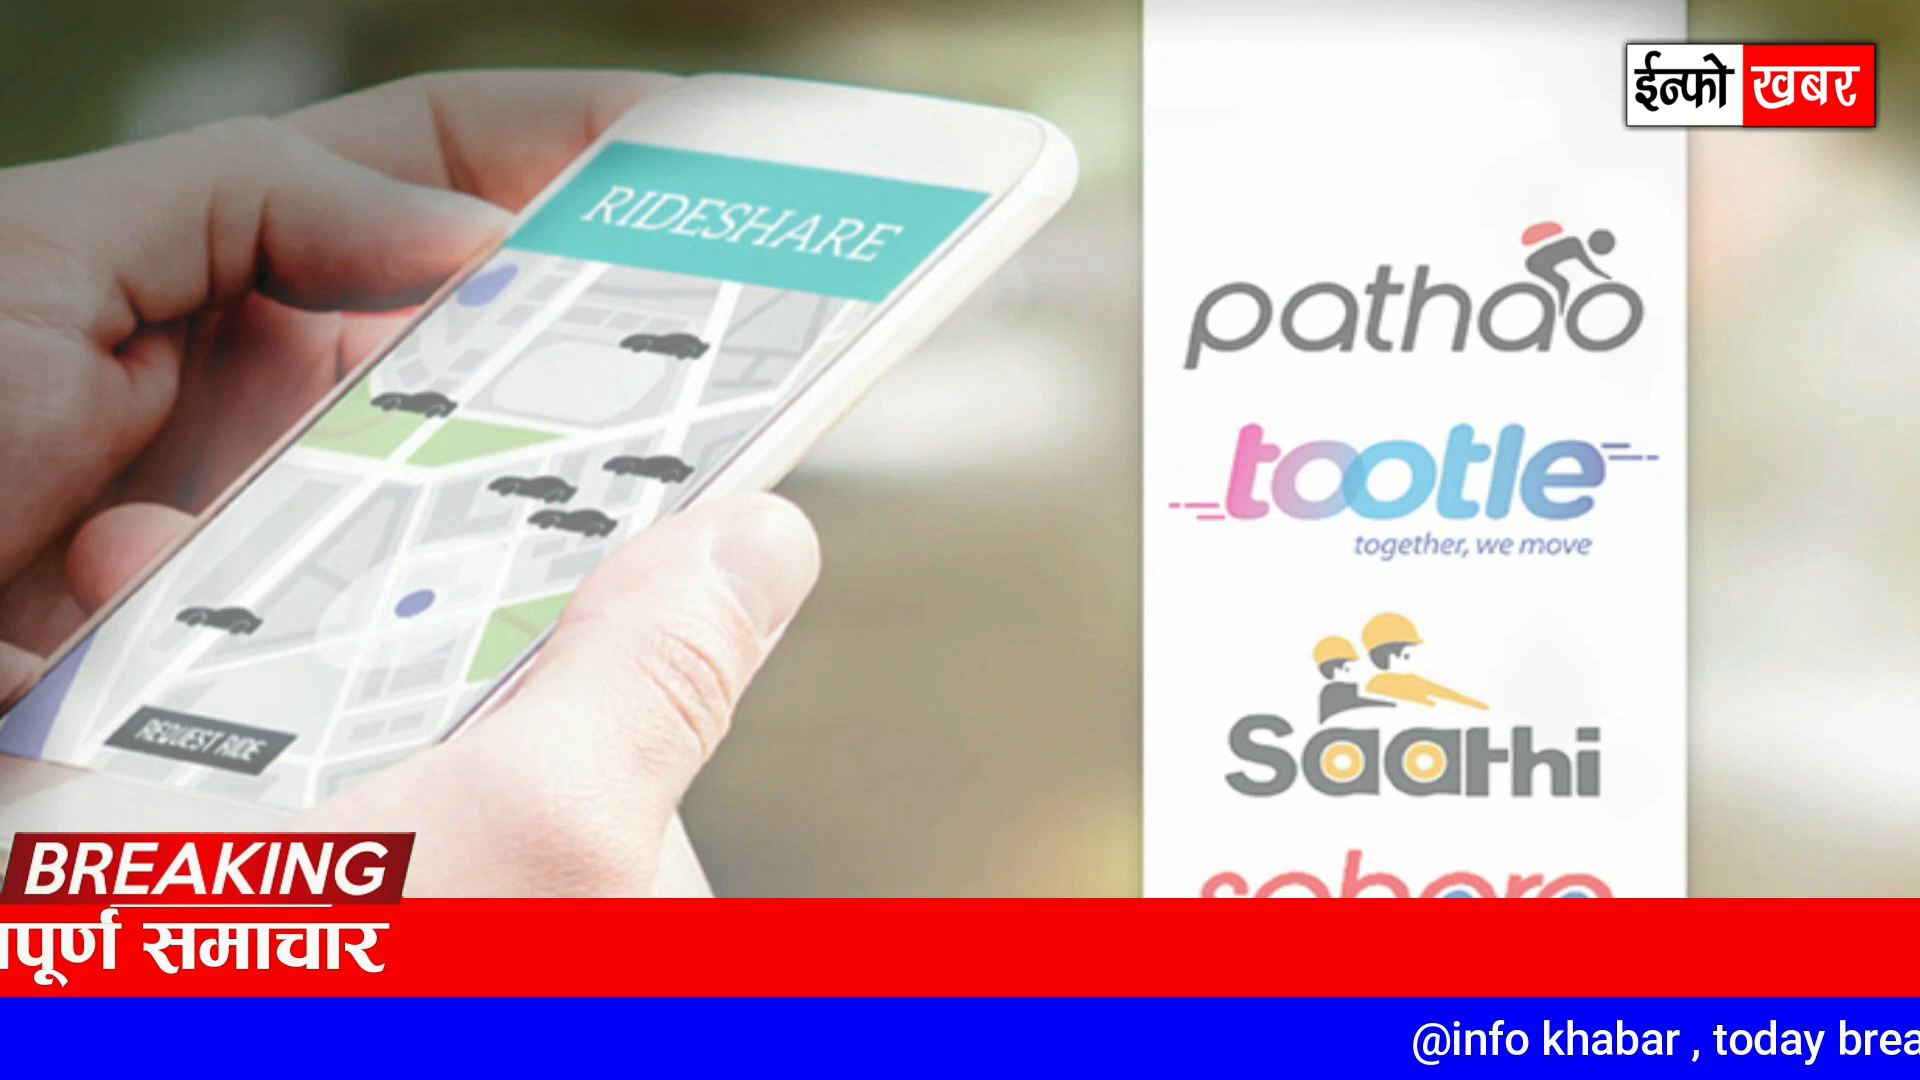 ईन्फो खबर
RIDESHARE
pathao
tootle
together, we move
Saathi
REQUEST RIDE
BREAKING
पूर्ण समाचार
@info khabar , today brea